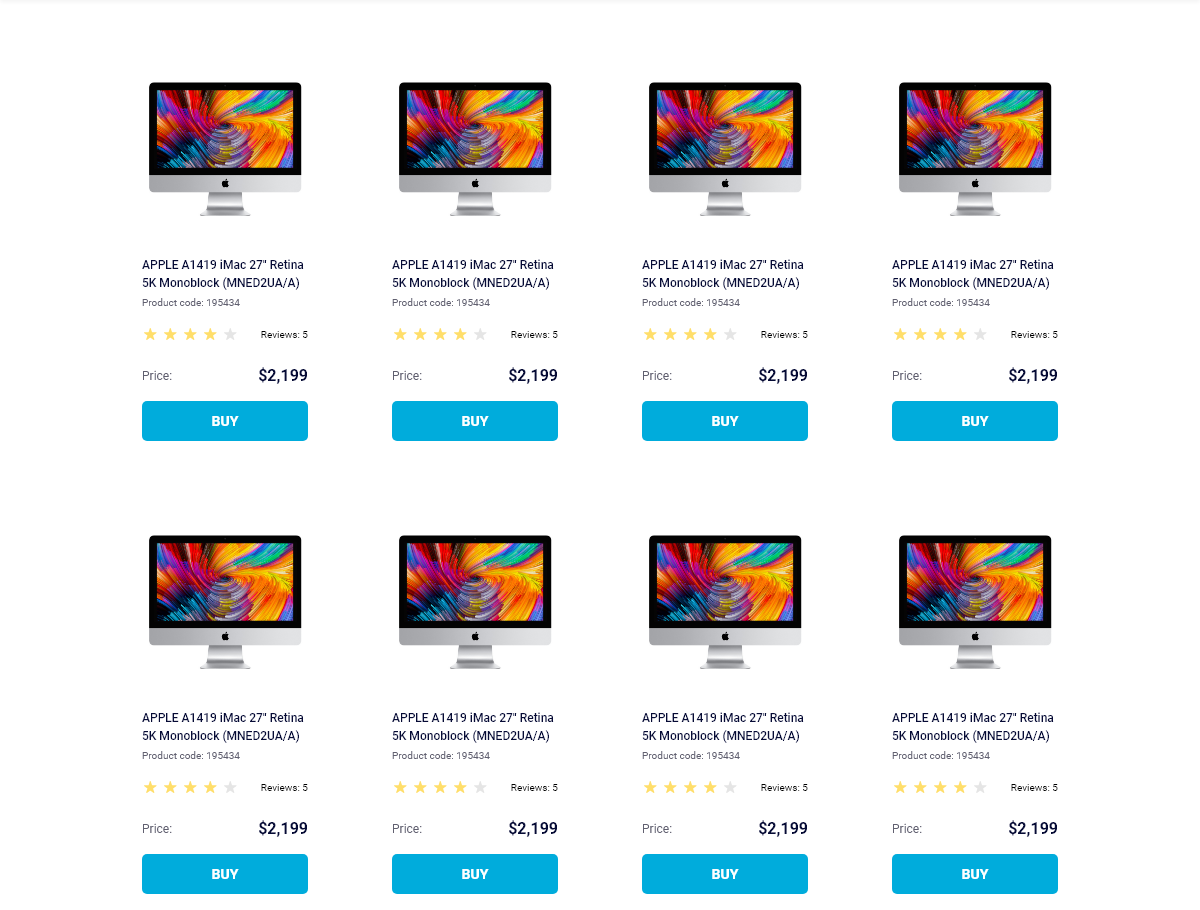 APPLE A1419 iMac 27" Retina
5K Monoblock (MNED2UA/A)
Product code: 195434
Reviews: 5
Price: $2,199
BUY
APPLE A1419 iMac 27" Retina
5K Monoblock (MNED2UA/A)
Product code: 195434
Reviews: 5
Price: $2,199
BUY
APPLE A1419 iMac 27" Retina
5K Monoblock (MNED2UA/A)
Product code: 195434
Reviews: 5
Price: $2,199
BUY
APPLE A1419 iMac 27" Retina
5K Monoblock (MNED2UA/A)
Product code: 195434
Reviews: 5
Price: $2,199
BUY
APPLE A1419 iMac 27" Retina
5K Monoblock (MNED2UA/A)
Product code: 195434
Reviews: 5
Price: $2,199
BUY
APPLE A1419 iMac 27" Retina
5K Monoblock (MNED2UA/A)
Product code: 195434
Reviews: 5
Price: $2,199
BUY
APPLE A1419 iMac 27" Retina
5K Monoblock (MNED2UA/A)
Product code: 195434
Reviews: 5
Price: $2,199
BUY
APPLE A1419 iMac 27" Retina
5K Monoblock (MNED2UA/A)
Product code: 195434
Reviews: 5
Price: $2,199
BUY